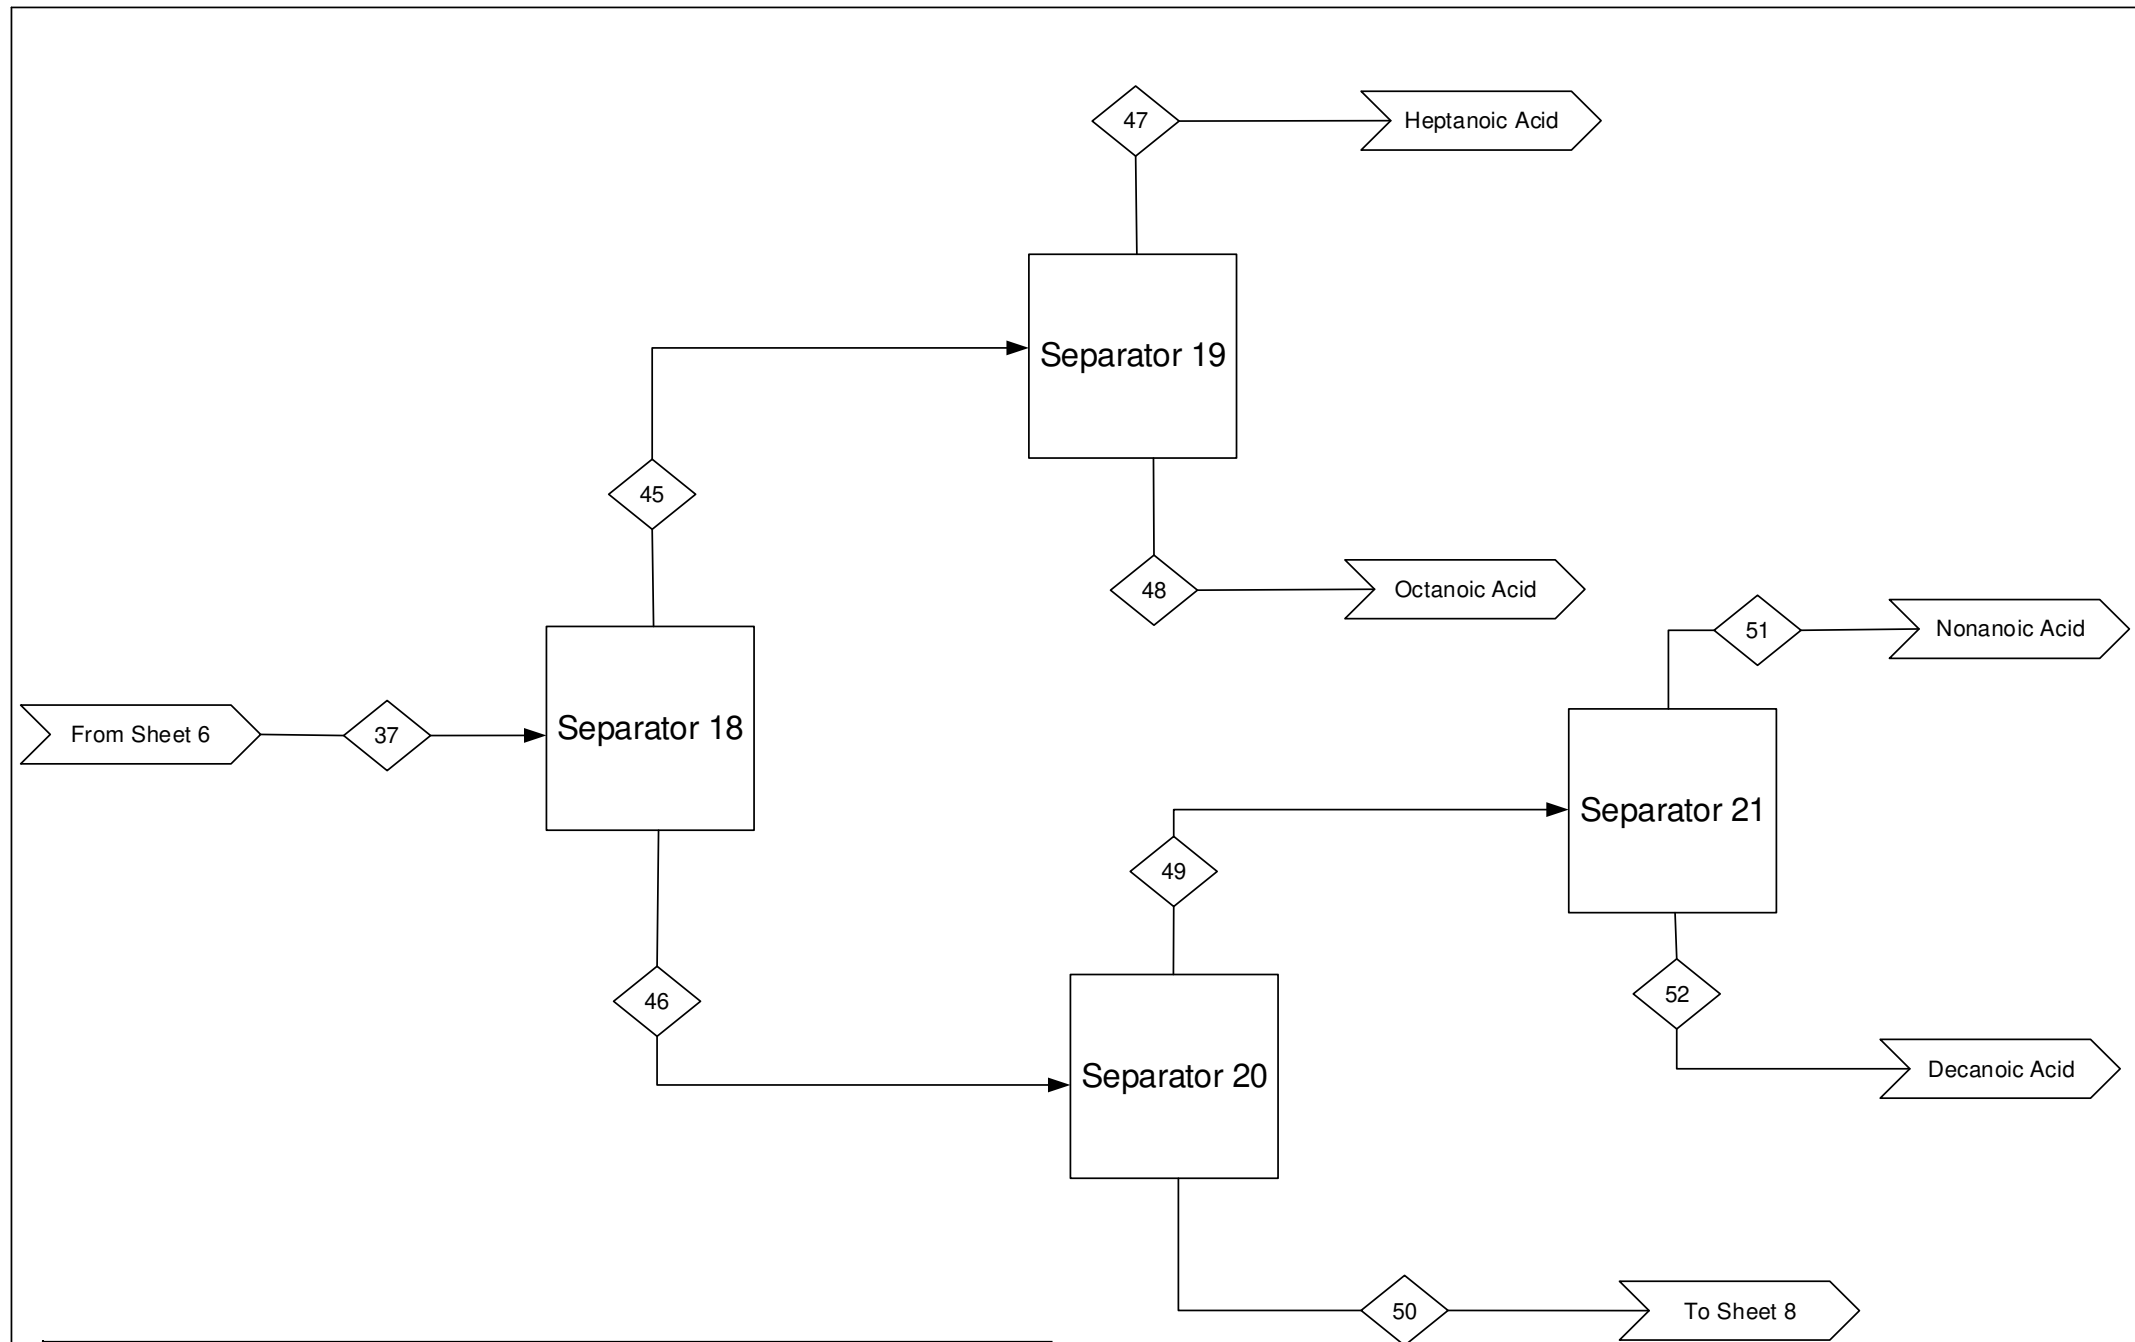 47
Heptanoic Acid
Separator 19
45
48
Octanoic Acid
51
Nonanoic Acid
From Sheet 6
37
Separator 18
Separator 21
49
46
52
Separator 20
Decanoic Acid
50
To Sheet 8